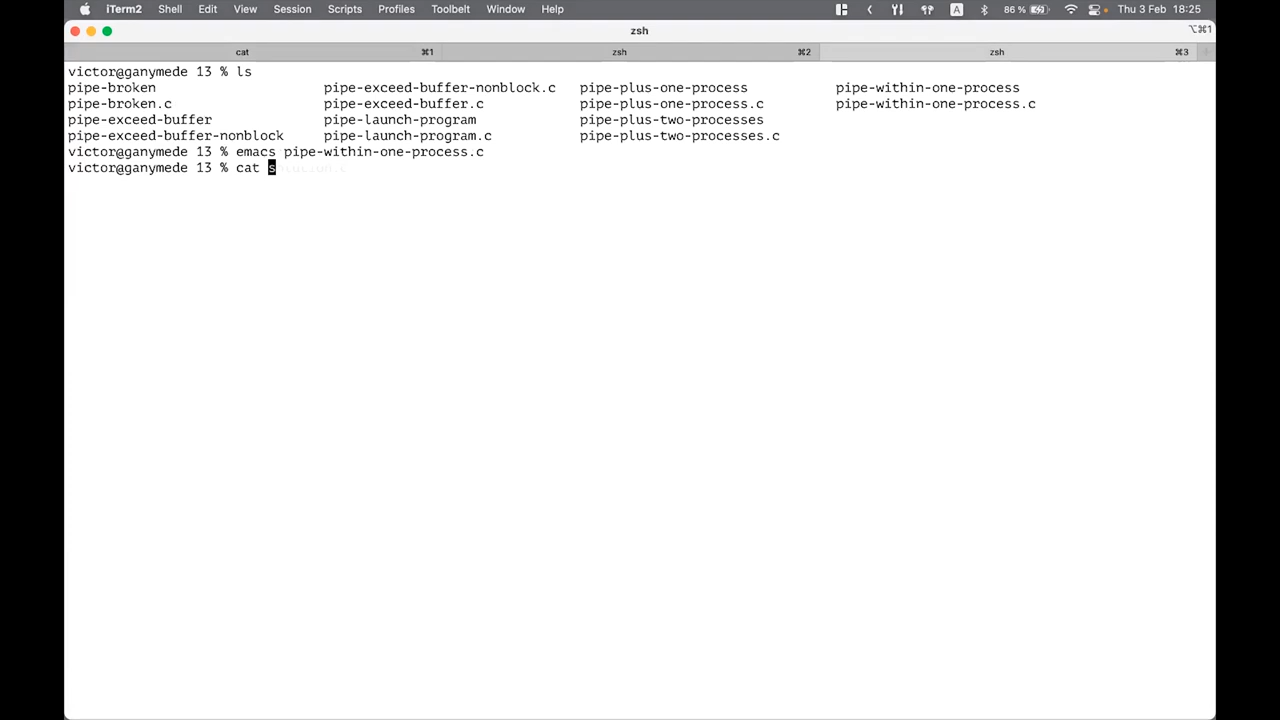 iTerm2 Shell Edit View Session Scripts Profiles Toolbelt Window Help 86 % Thu 3 Feb 18:25
zsh ⌥⌘1
cat ⌘1 zsh ⌘2 zsh ⌘3
victor@ganymede 13 % ls
pipe-broken pipe-exceed-buffer-nonblock.c pipe-plus-one-process pipe-within-one-process
pipe-broken.c pipe-exceed-buffer.c pipe-plus-one-process.c pipe-within-one-process.c
pipe-exceed-buffer pipe-launch-program pipe-plus-two-processes
pipe-exceed-buffer-nonblock pipe-launch-program.c pipe-plus-two-processes.c
victor@ganymede 13 % emacs pipe-within-one-process.c
victor@ganymede 13 % cat s